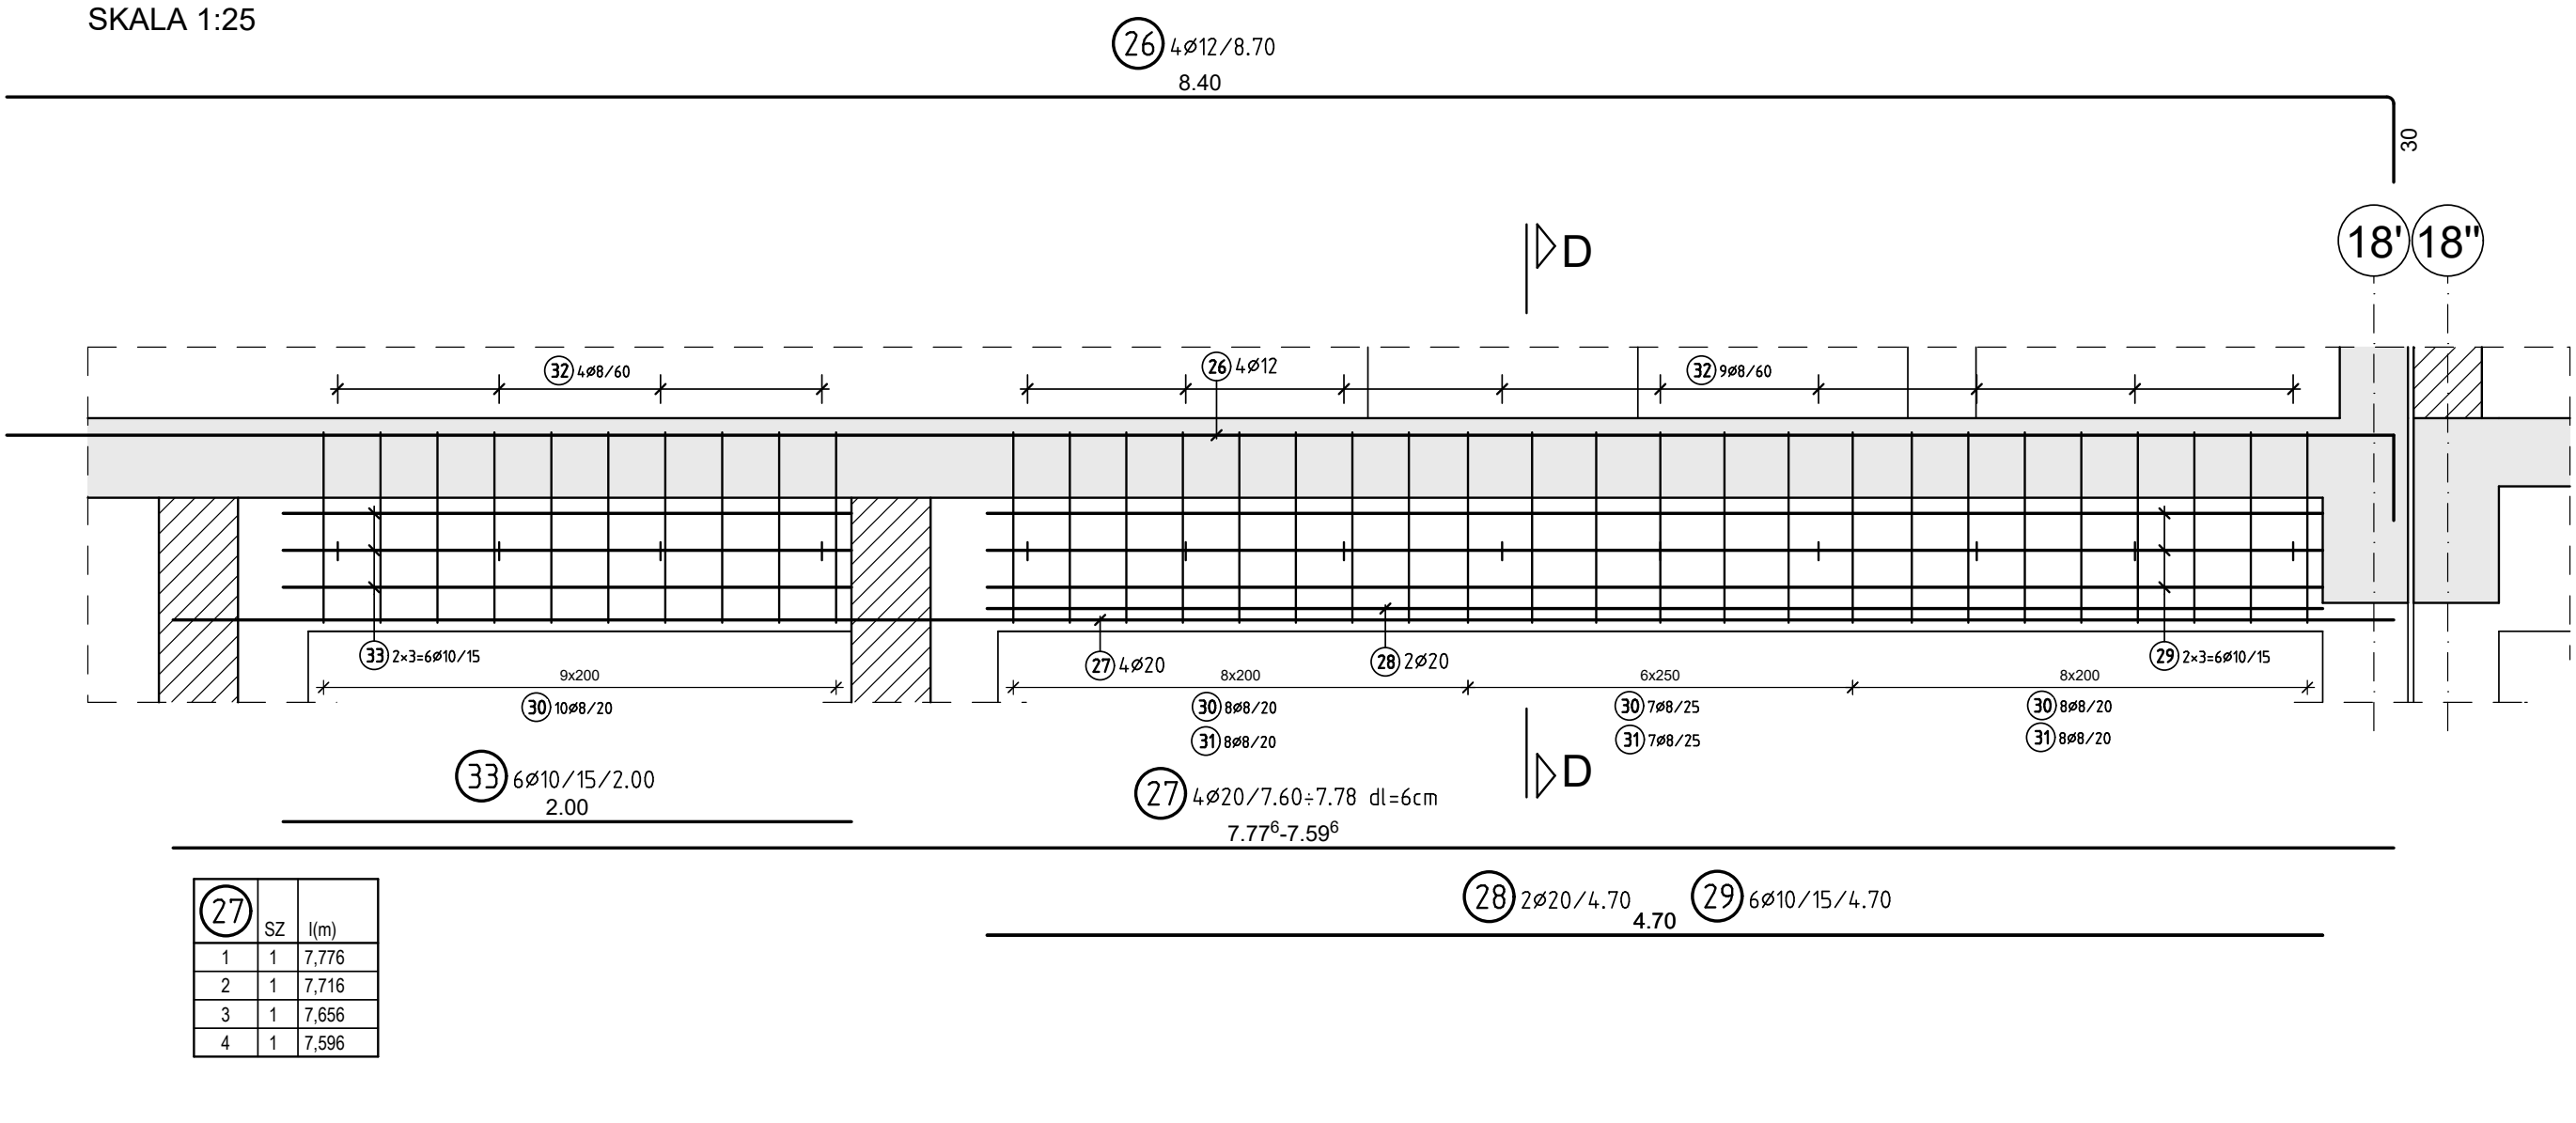 SKALA 1:25
26 4ø12/8.70
8.40
30
18' 18"
D
32 4ø8/60
26 4ø12
32 9ø8/60
33 2×3=6ø10/15
27 4ø20
28 2ø20
29 2×3=6ø10/15
9x200
8x200
6x250
8x200
30 10ø8/20
30 8ø8/20
30 7ø8/25
30 8ø8/20
31 8ø8/20
31 7ø8/25
31 8ø8/20
D
33 6ø10/15/2.00
2.00
27 4ø20/7.60÷7.78 dl=6cm
7.77⁶-7.59⁶
28 2ø20/4.70 29 6ø10/15/4.70
4.70
27 SZ l(m)
1 1 7,776
2 1 7,716
3 1 7,656
4 1 7,596